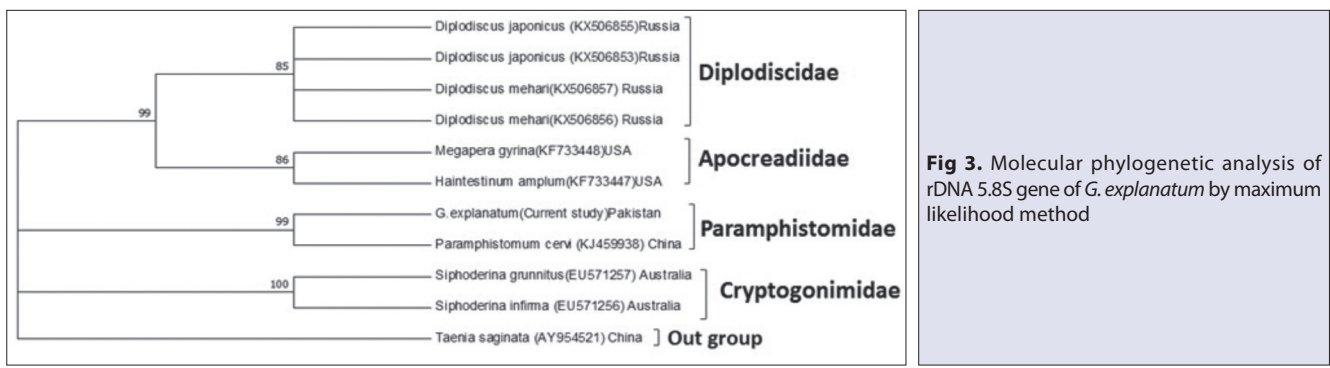 Diplodiscus japonicus (KX506855)Russia
Diplodiscus japonicus (KX506853)Russia
85
Diplodiscidae
Diplodiscus mehari(KX506857) Russia
Diplodiscus mehari(KX506856) Russia
99
Megapera gyrina(KF733448)USA
86
Apocreadiidae
Haintestinum amplum(KF733447)USA
G.explanatum(Current study)Pakistan
99
Paramphistomidae
Paramphistomum cervi (KJ459938) China
Siphoderina grunnitus(EU571257) Australia
100
Cryptogonimidae
Siphoderina infirma (EU571256) Australia
Taenia saginata (AY954521) China
Out group
Fig 3. Molecular phylogenetic analysis of
rDNA 5.8S gene of G. explanatum by maximum
likelihood method